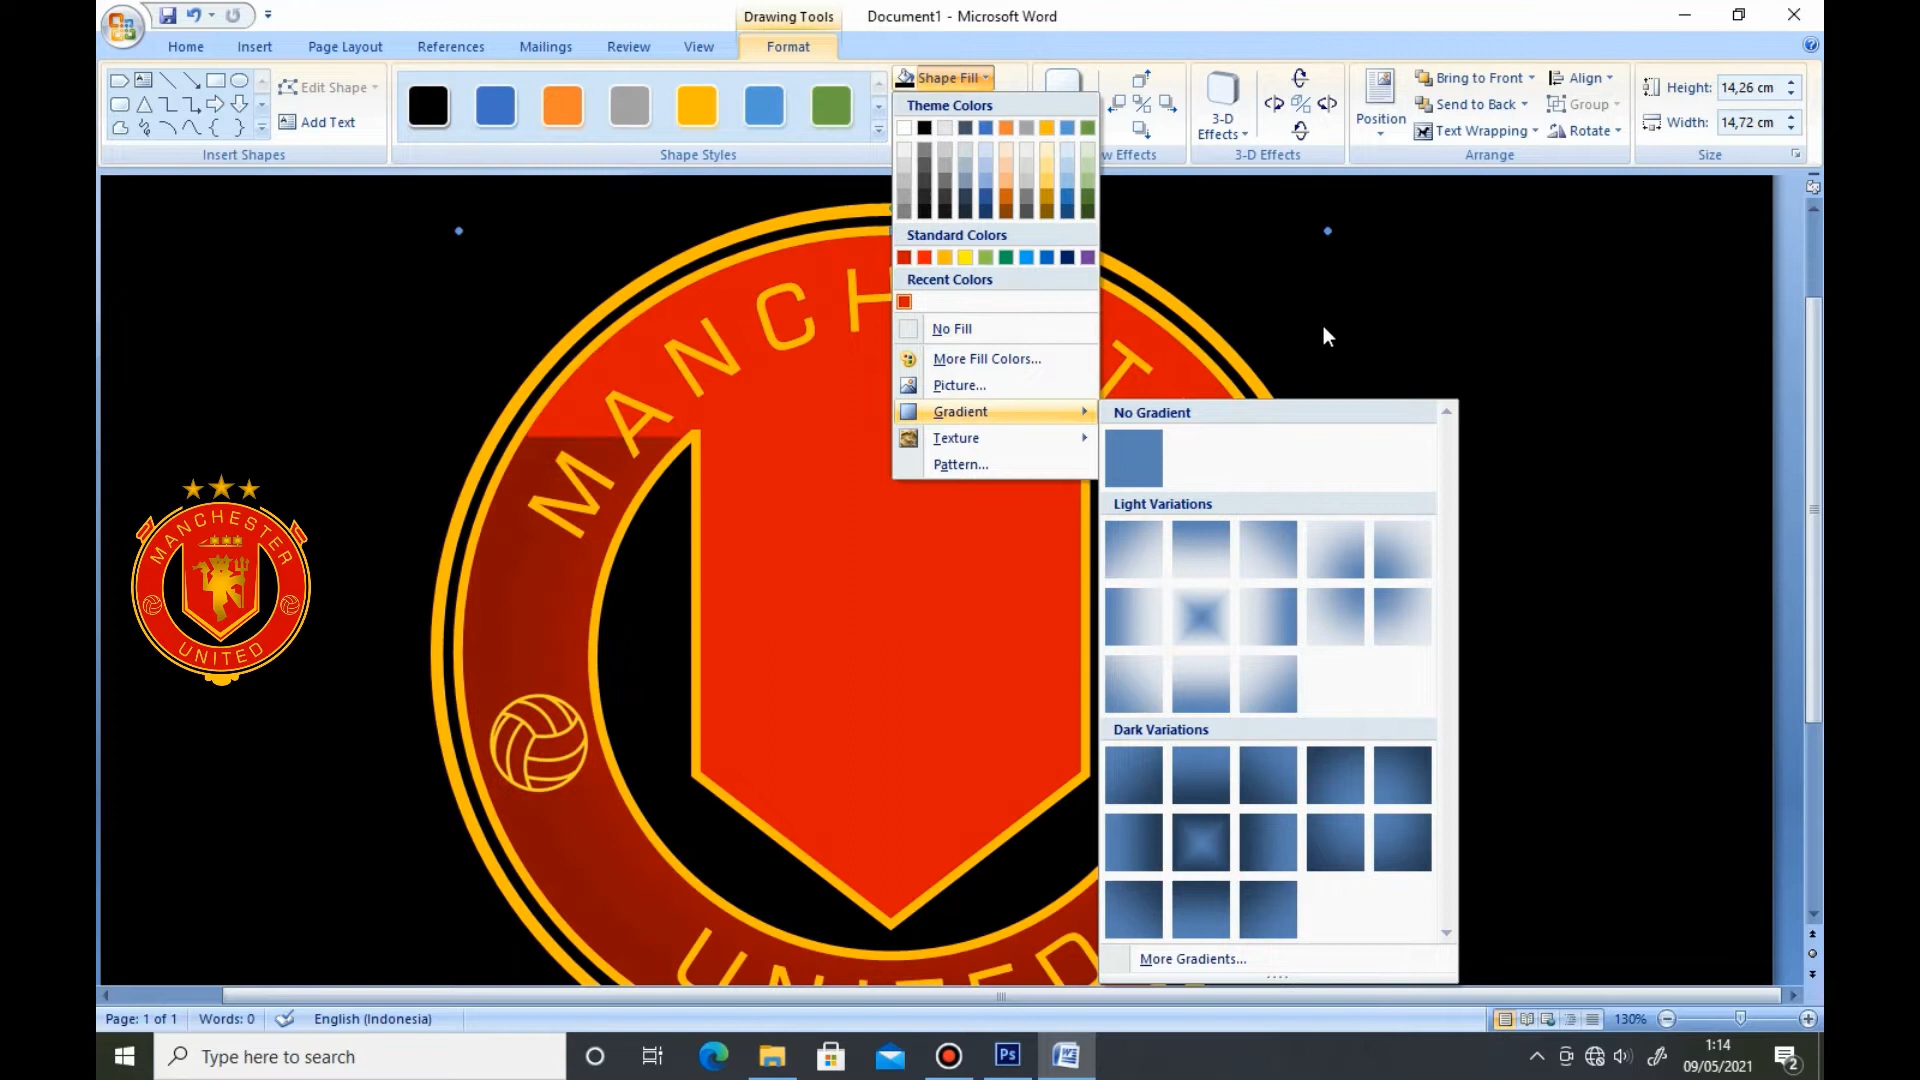 Drawing Tools
Document1 - Microsoft Word
Home
Insert
Page Layout
References
Mailings
Review
View
Format
Edit Shape
Add Text
Insert Shapes
Shape Styles
Shape Fill
w Effects
3-D
Effects
3-D Effects
Position
Bring to Front
Send to Back
Text Wrapping
Align
Group
Rotate
Arrange
Height:
14,26 cm
Width:
14,72 cm
Size
Theme Colors
Standard Colors
Recent Colors
No Fill
More Fill Colors...
Picture...
Gradient
Texture
Pattern...
No Gradient
Light Variations
Dark Variations
More Gradients...
MANCH T
UNITED
MANCHESTER
UNITED
Page: 1 of 1
Words: 0
English (Indonesia)
130%
Type here to search
Ps
1:14
09/05/2021
2